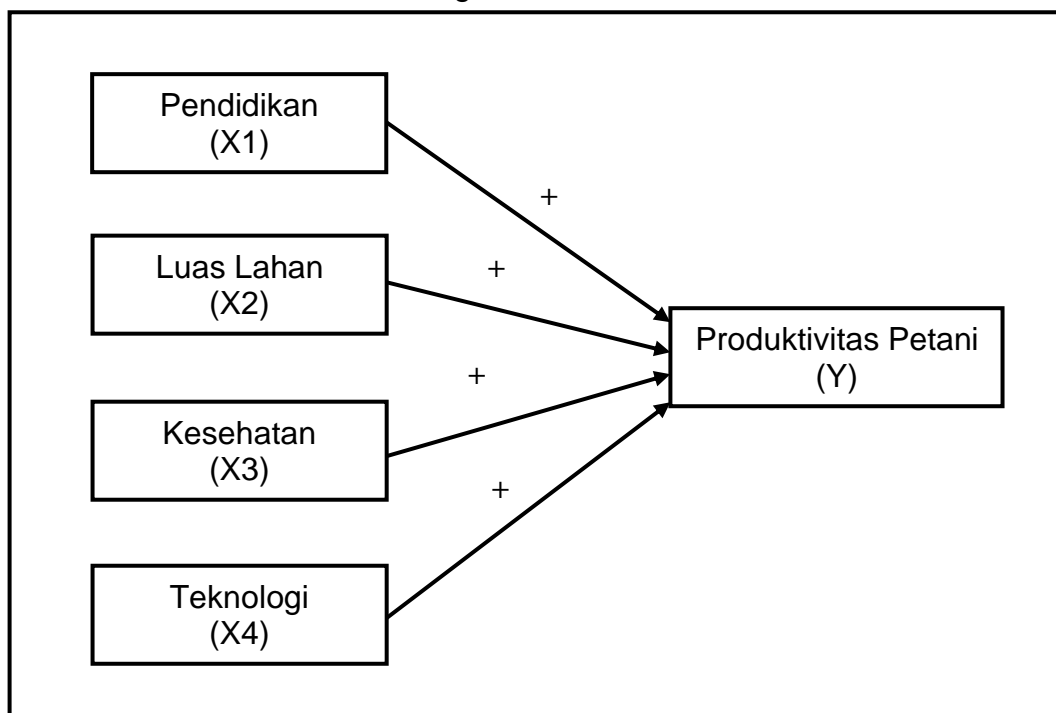 Pendidikan
(X1)
+
Luas Lahan
(X2)
+
Produktivitas Petani
(Y)
+
Kesehatan
(X3)
+
Teknologi
(X4)